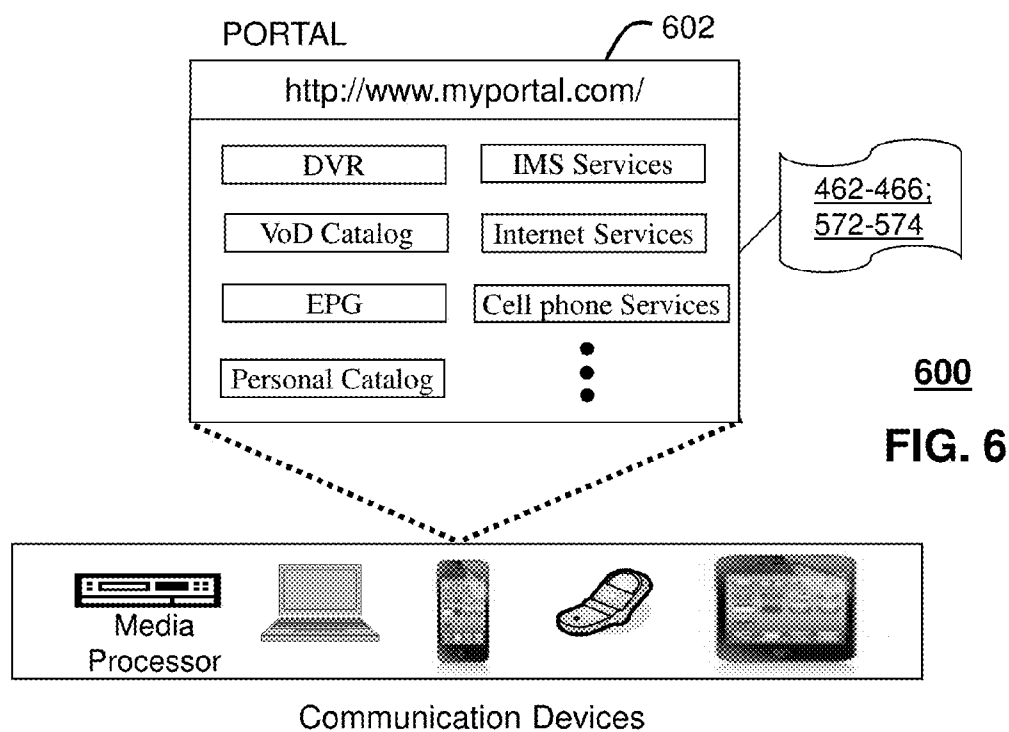 PORTAL
602
http://www.myportal.com/
DVR
IMS Services
VoD Catalog
Internet Services
EPG
Cell phone Services
Personal Catalog
462-466;
572-574
600
FIG. 6
Media
Processor
Communication Devices